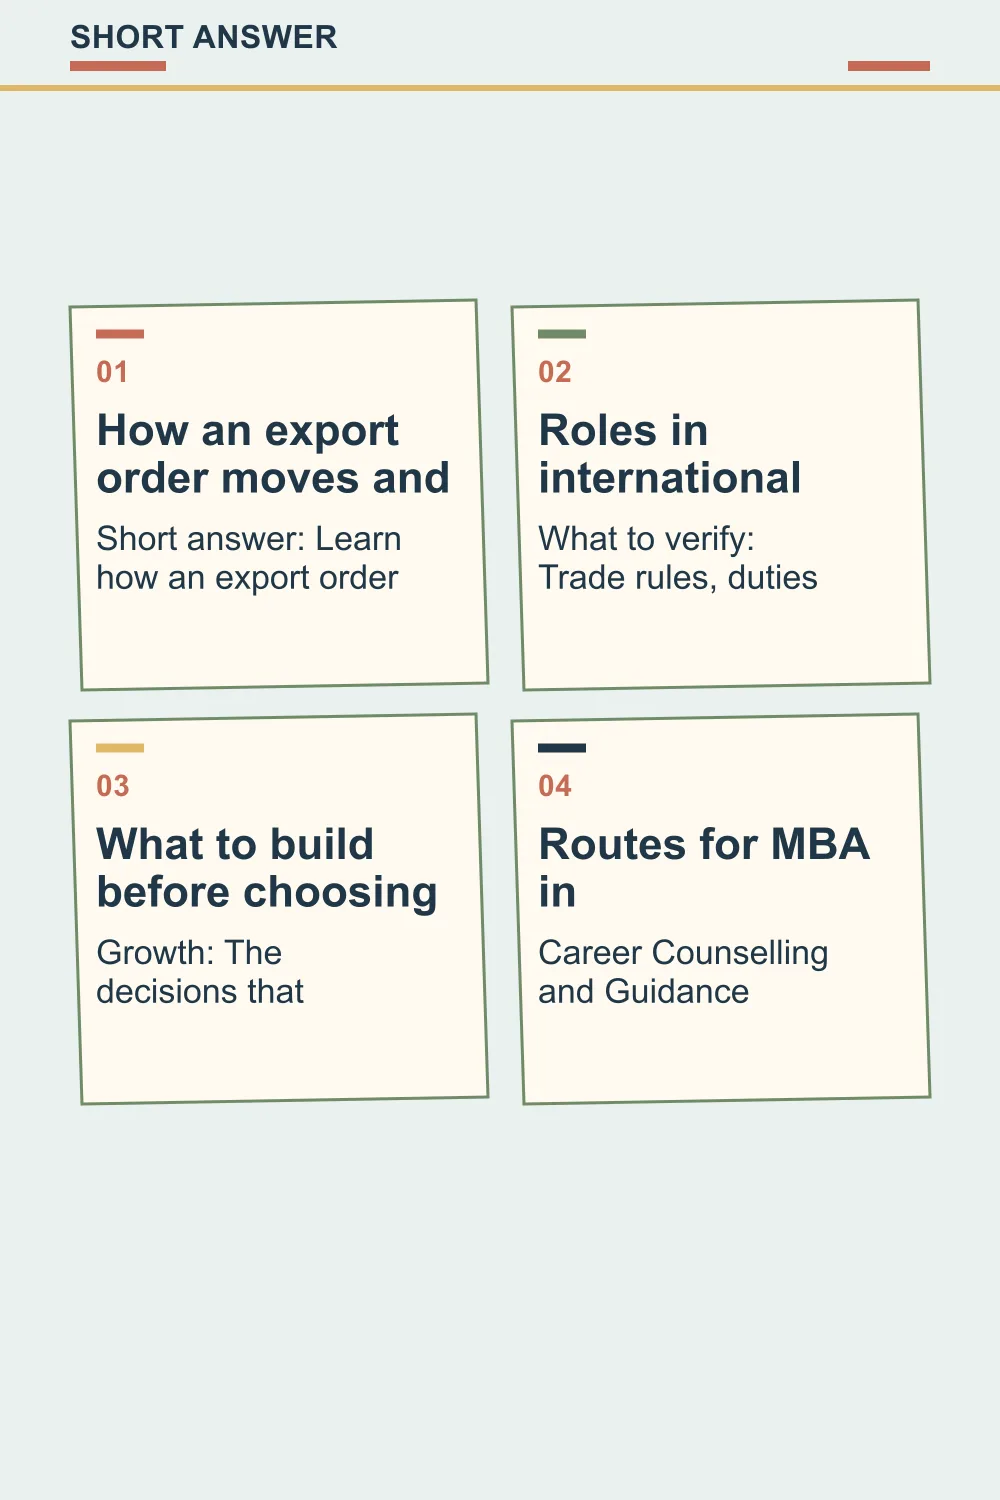 SHORT ANSWER
01
How an export
order moves and
Short answer: Learn
how an export order
02
Roles in
international
What to verify:
Trade rules, duties
03
What to build
before choosing
Growth: The
decisions that
04
Routes for MBA
in
Career Counselling
and Guidance